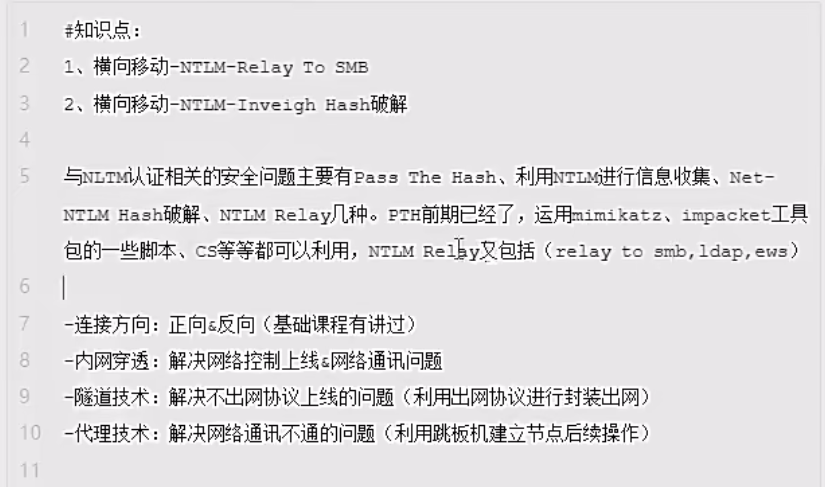 1 #知识点：
2 1、横向移动-NTLM-Relay To SMB
3 2、横向移动-NTLM-Inveigh Hash破解
4
5 与NLTM认证相关的安全问题主要有Pass The Hash、利用NTLM进行信息收集、Net-
NTLM Hash破解、NTLM Relay几种。PTH前期已经了，运用mimikatz、impacket工具
包的一些脚本、CS等等都可以利用，NTLM Relay又包括（relay to smb,ldap,ews）
6
7 -连接方向：正向&反向（基础课程有讲过）
8 -内网穿透：解决网络控制上线&网络通讯问题
9 -隧道技术：解决不出网协议上线的问题（利用出网协议进行封装出网）
10 -代理技术：解决网络通讯不通的问题（利用跳板机建立节点后续操作）
11